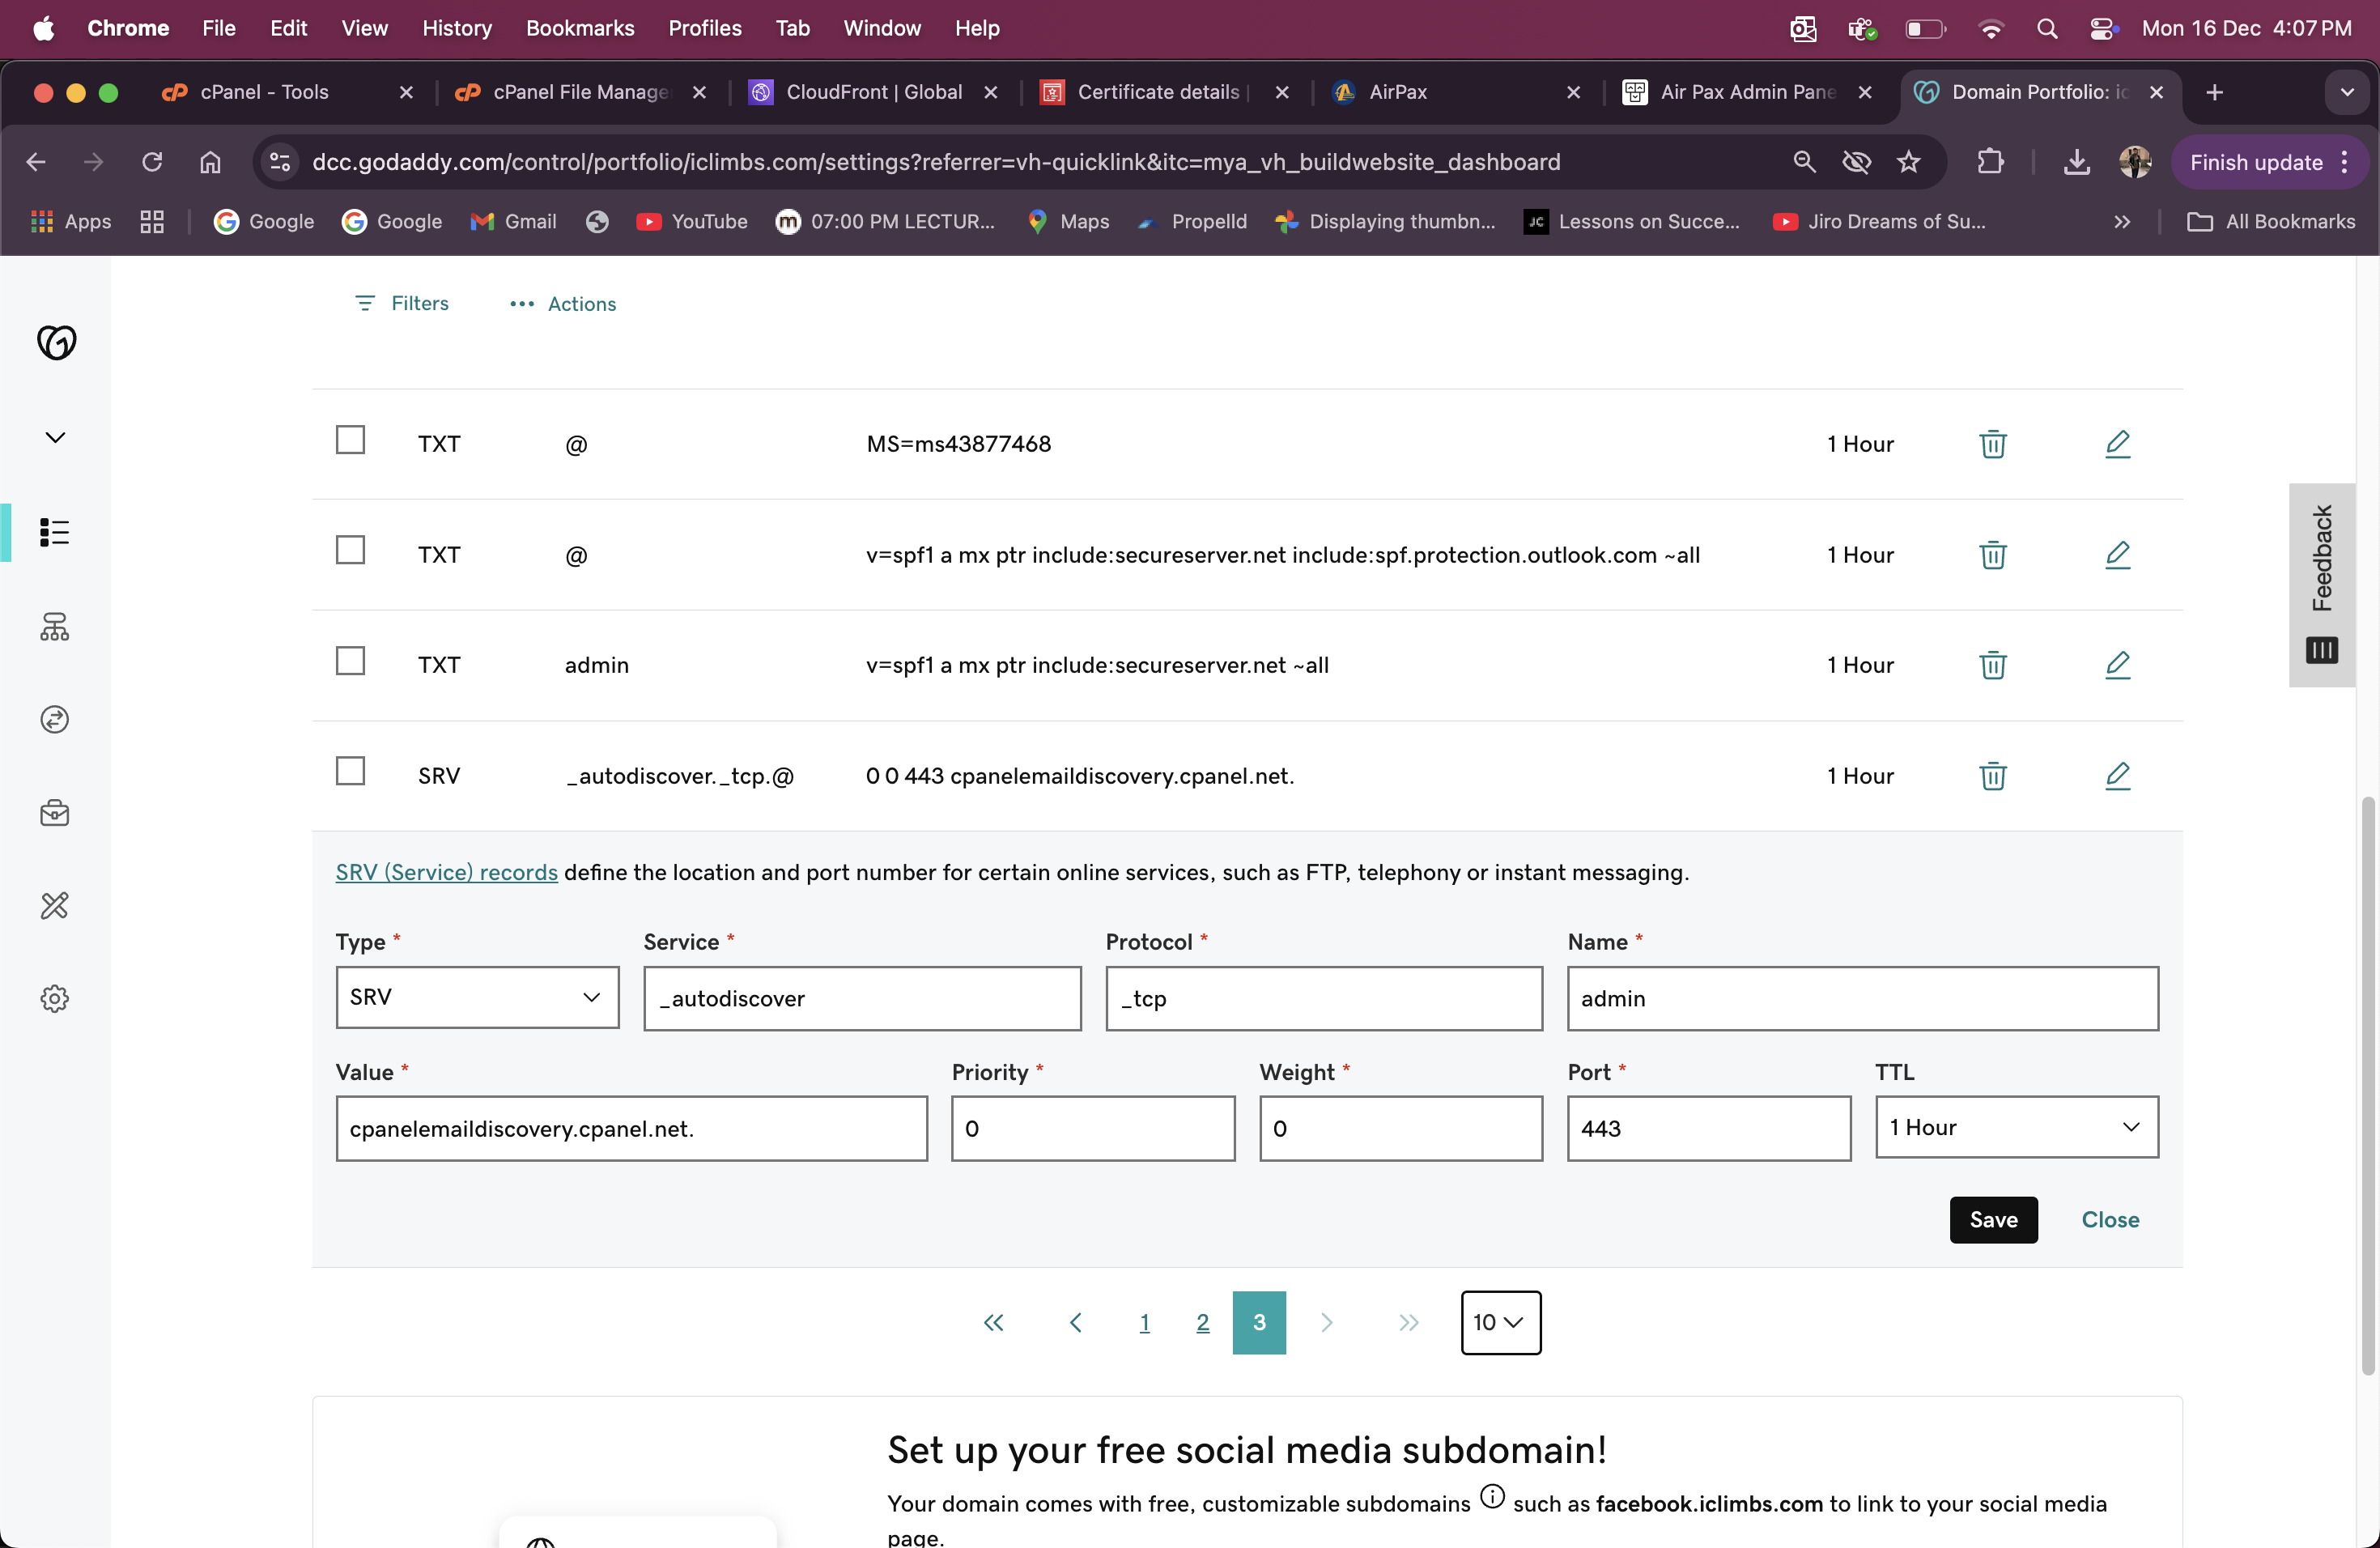 Chrome File Edit View History Bookmarks Profiles Tab Window Help Mon 16 Dec 4:07 PM
cPanel - Tools cPanel File Manage CloudFront | Global Certificate details | AirPax Air Pax Admin Pane Domain Portfolio: ic
dcc.godaddy.com/control/portfolio/iclimbs.com/settings?referrer=vh-quicklink&itc=mya_vh_buildwebsite_dashboard Finish update
Apps Google Google Gmail YouTube 07:00 PM LECTUR... Maps Propelld Displaying thumbn... Lessons on Succe... Jiro Dreams of Su... All Bookmarks
Filters Actions
TXT @ MS=ms43877468 1 Hour
TXT @ v=spf1 a mx ptr include:secureserver.net include:spf.protection.outlook.com ~all 1 Hour
Feedback
TXT admin v=spf1 a mx ptr include:secureserver.net ~all 1 Hour
SRV _autodiscover._tcp.@ 0 0 443 cpanelemaildiscovery.cpanel.net. 1 Hour
SRV (Service) records define the location and port number for certain online services, such as FTP, telephony or instant messaging.
Type * Service * Protocol * Name *
SRV _autodiscover _tcp admin
Value * Priority * Weight * Port * TTL
cpanelemaildiscovery.cpanel.net. 0 0 443 1 Hour
Save Close
1 2 3 10
Set up your free social media subdomain!
Your domain comes with free, customizable subdomains such as facebook.iclimbs.com to link to your social media
page.